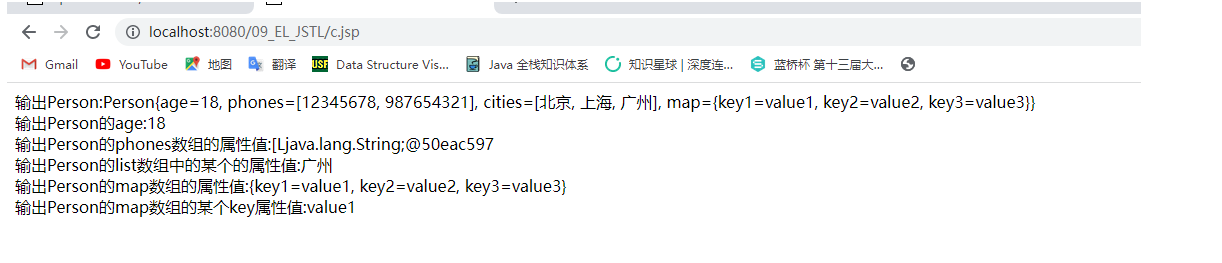 localhost:8080/09_EL_JSTL/c.jsp
Gmail YouTube 地图 翻译 USF Data Structure Vis... Java 全栈知识体系 知识星球 | 深度连... 蓝桥杯 第十三届大...
输出Person:Person{age=18, phones=[12345678, 987654321], cities=[北京, 上海, 广州], map={key1=value1, key2=value2, key3=value3}}
输出Person的age:18
输出Person的phones数组的属性值:[Ljava.lang.String;@50eac597
输出Person的list数组中的某个的属性值:广州
输出Person的map数组的属性值:{key1=value1, key2=value2, key3=value3}
输出Person的map数组的某个key属性值:value1